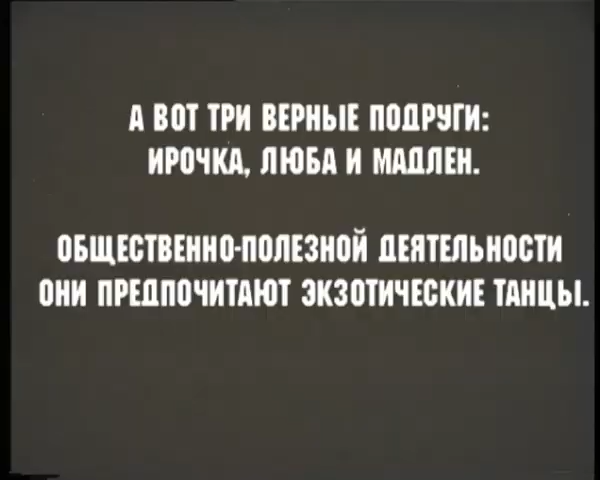 А ВОТ ТРИ ВЕРНЫЕ ПОДРУГИ:
ИРОЧКА, ЛЮБА И МАДЛЕН.
ОБЩЕСТВЕННО-ПОЛЕЗНОЙ ДЕЯТЕЛЬНОСТИ
ОНИ ПРЕДПОЧИТАЮТ ЭКЗОТИЧЕСКИЕ ТАНЦЫ.